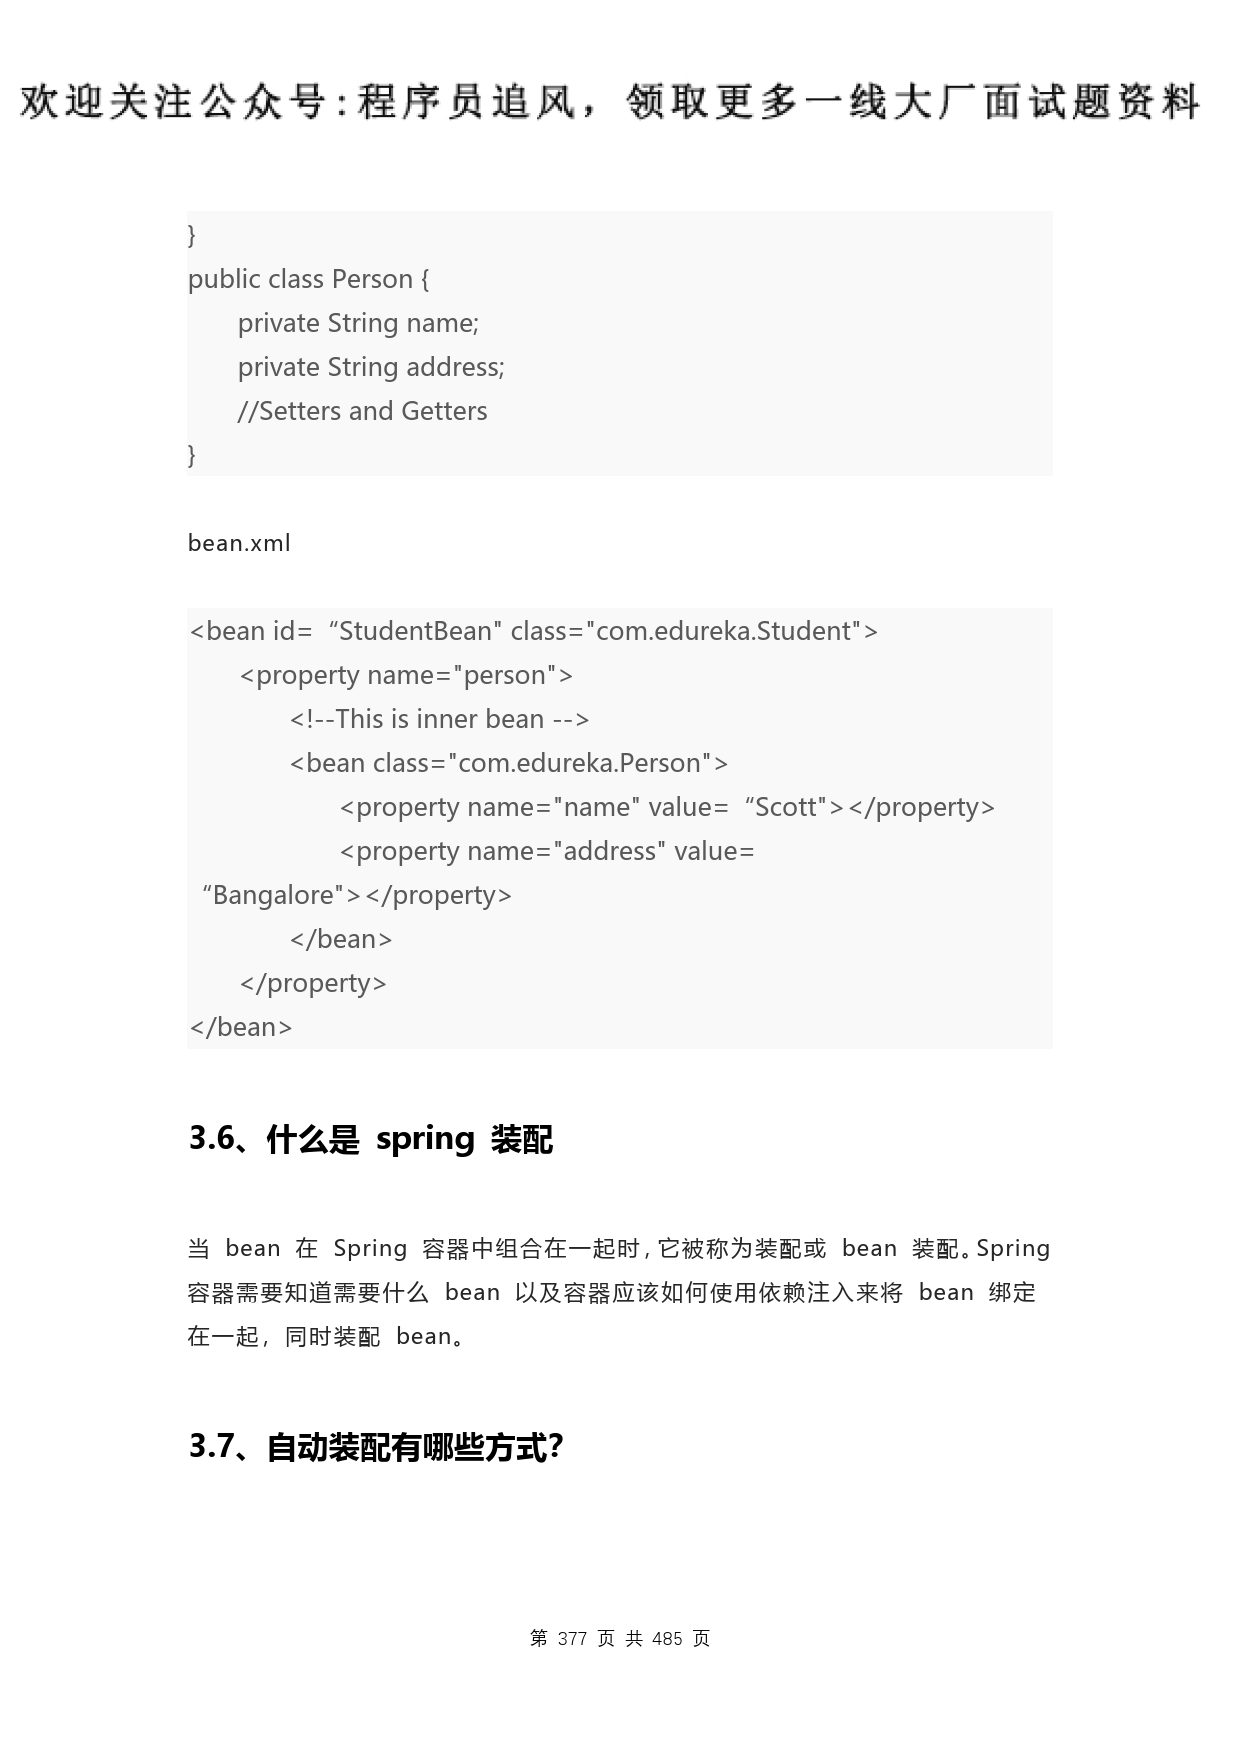 欢迎关注公众号:程序员追风，领取更多一线大厂面试题资料
}
public class Person {
private String name;
private String address;
//Setters and Getters
}
bean.xml
<bean id= “StudentBean" class="com.edureka.Student">
<property name="person">
<!--This is inner bean -->
<bean class="com.edureka.Person">
<property name="name" value= “Scott"></property>
<property name="address" value=
“Bangalore"></property>
</bean>
</property>
</bean>
3.6、什么是 spring 装配
当 bean 在 Spring 容器中组合在一起时，它被称为装配或 bean 装配。Spring
容器需要知道需要什么 bean 以及容器应该如何使用依赖注入来将 bean 绑定
在一起，同时装配 bean。
3.7、自动装配有哪些方式？
第 377 页 共 485 页